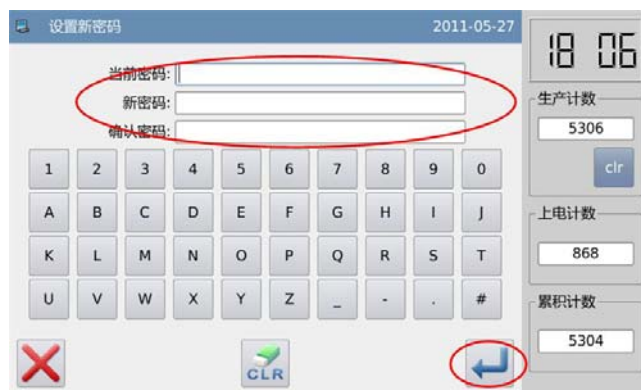 设置新密码 2011-05-27
当前密码:
新密码:
确认密码:
1 2 3 4 5 6 7 8 9 0
A B C D E F G H I J
K L M N O P Q R S T
U V W X Y Z _ - . #
CLR
18 06
生产计数
5306
clr
上电计数
868
累积计数
5304